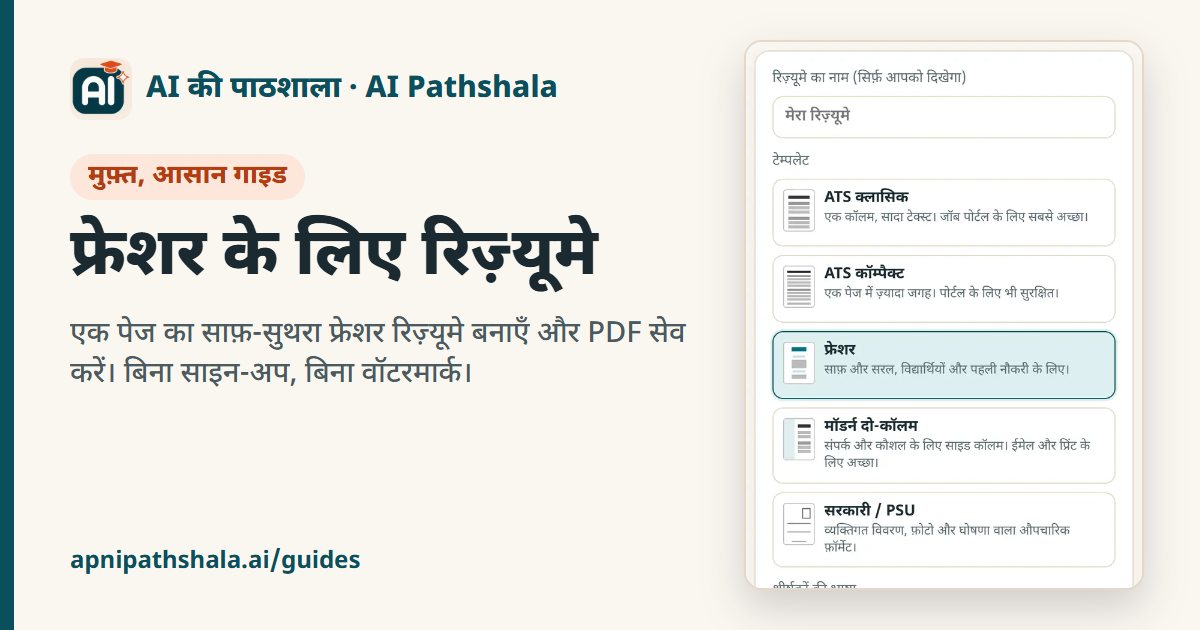 AI की पाठशाला · AI Pathshala
मुफ़्त, आसान गाइड
फ्रेशर के लिए रिज़्यूमे
एक पेज का साफ़-सुथरा फ्रेशर रिज़्यूमे बनाएँ और PDF सेव
करें। बिना साइन-अप, बिना वॉटरमार्क।
apnipathshala.ai/guides
रिज़्यूमे का नाम (सिर्फ़ आपको दिखेगा)
मेरा रिज़्यूमे
टेम्पलेट
ATS क्लासिक
एक कॉलम, सादा टेक्स्ट। जॉब पोर्टल के लिए सबसे अच्छा।
ATS कॉम्पैक्ट
एक पेज में ज़्यादा जगह। पोर्टल के लिए भी सुरक्षित।
फ्रेशर
साफ़ और सरल, विद्यार्थियों और पहली नौकरी के लिए।
मॉडर्न दो-कॉलम
संपर्क और कौशल के लिए साइड कॉलम। ईमेल और प्रिंट के
लिए अच्छा।
सरकारी / PSU
व्यक्तिगत विवरण, फ़ोटो और घोषणा वाला औपचारिक
फ़ॉर्मेट।